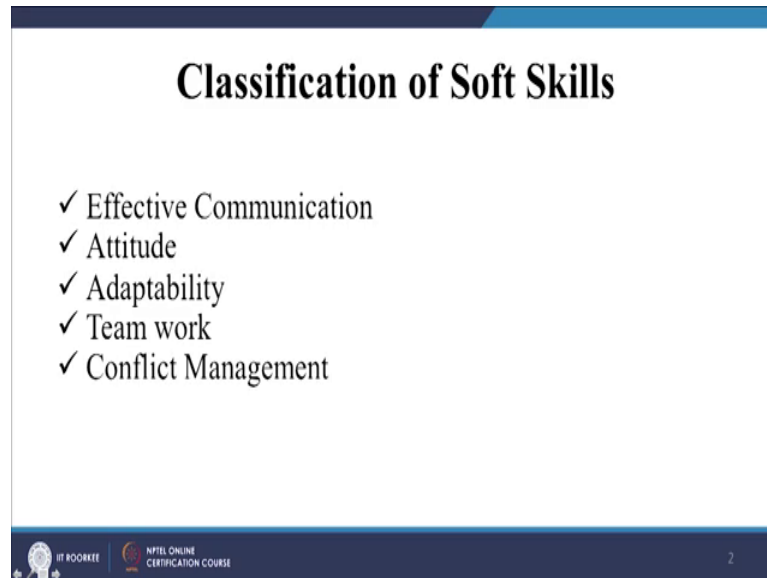 Classification of Soft Skills
✓ Effective Communication
✓ Attitude
✓ Adaptability
✓ Team work
✓ Conflict Management
IIT ROORKEE
NPTEL ONLINE
CERTIFICATION COURSE
2